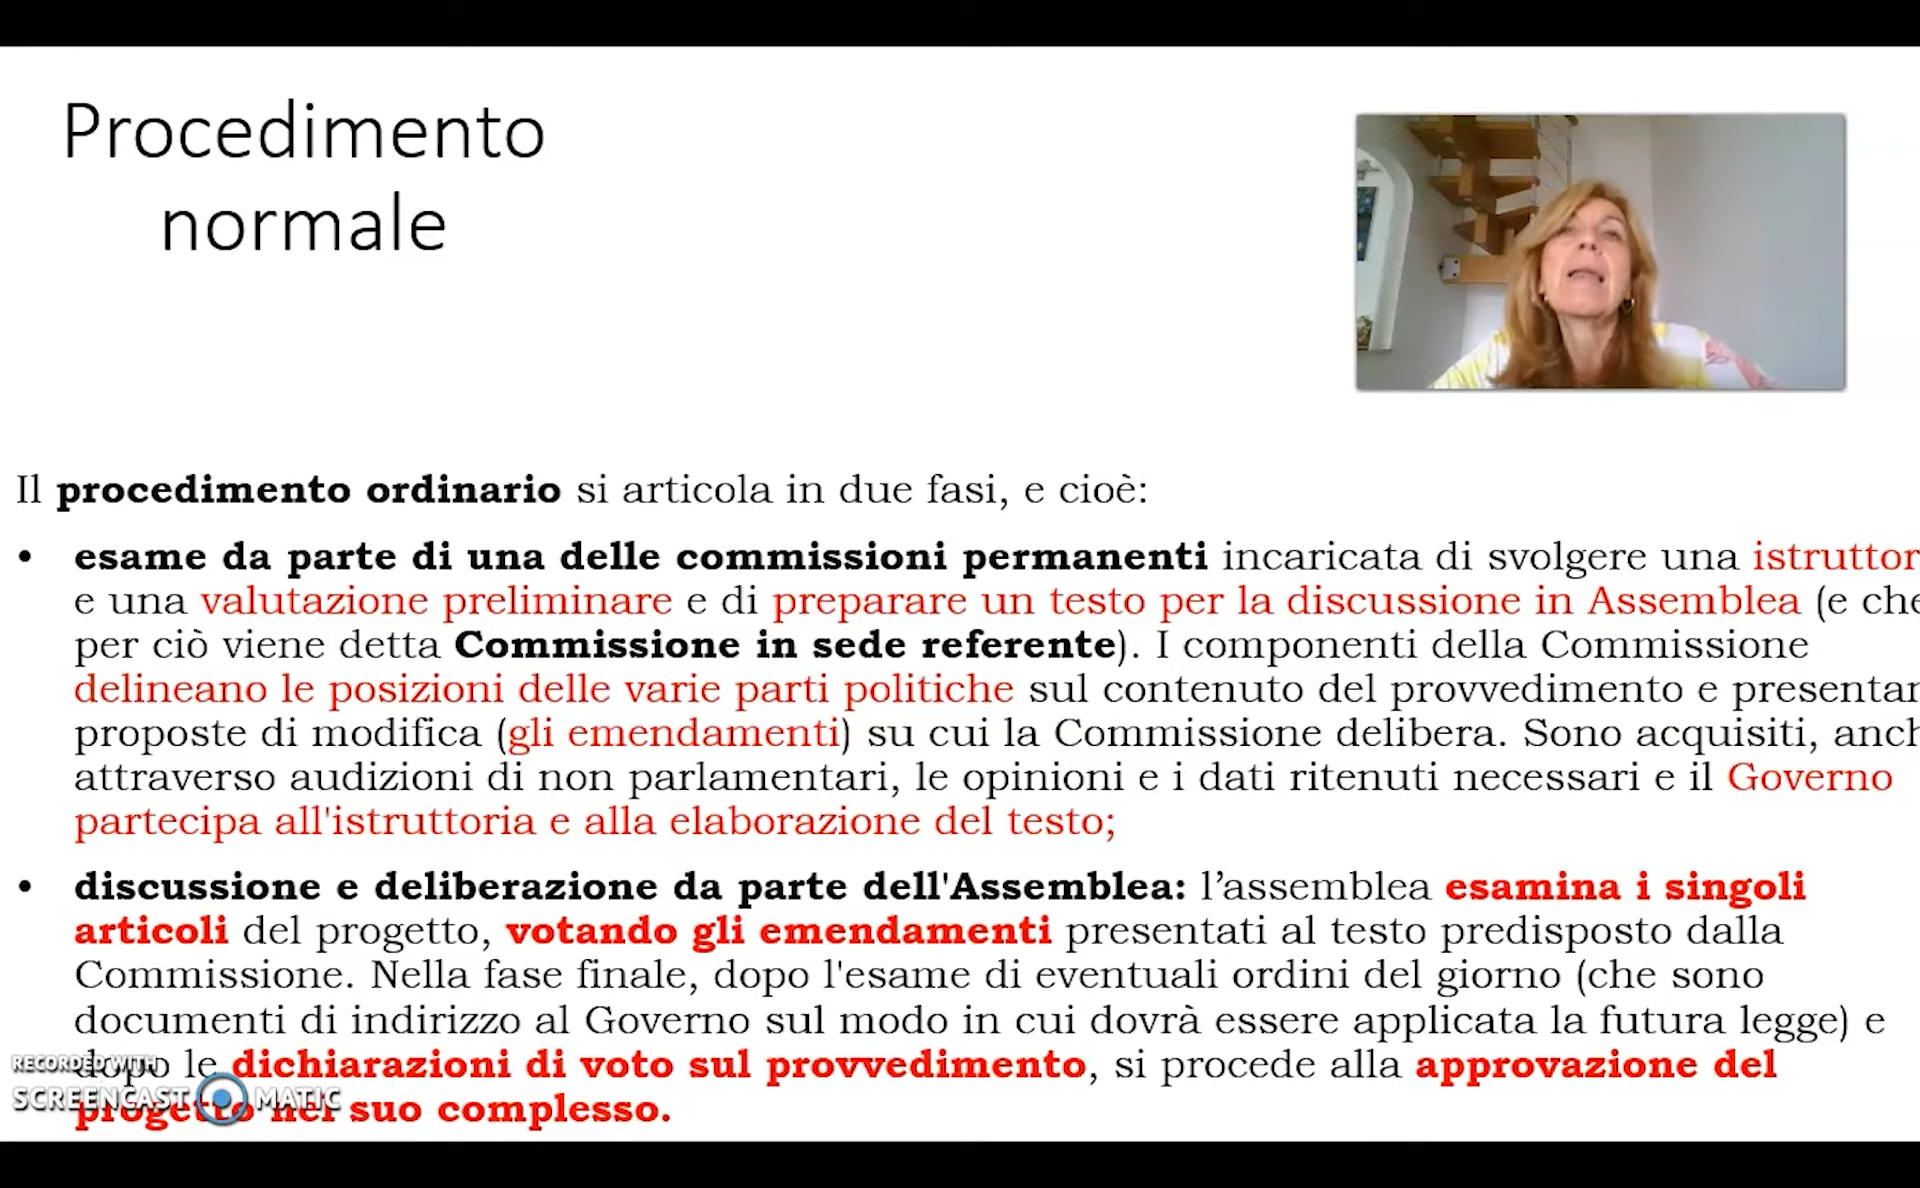 Procedimento
normale
Il procedimento ordinario si articola in due fasi, e cioè:
• esame da parte di una delle commissioni permanenti incaricata di svolgere una istruttor
e una valutazione preliminare e di preparare un testo per la discussione in Assemblea (e che
per ciò viene detta Commissione in sede referente). I componenti della Commissione
delineano le posizioni delle varie parti politiche sul contenuto del provvedimento e presentan
proposte di modifica (gli emendamenti) su cui la Commissione delibera. Sono acquisiti, anch
attraverso audizioni di non parlamentari, le opinioni e i dati ritenuti necessari e il Governo
partecipa all'istruttoria e alla elaborazione del testo;
• discussione e deliberazione da parte dell'Assemblea: l’assemblea esamina i singoli
articoli del progetto, votando gli emendamenti presentati al testo predisposto dalla
Commissione. Nella fase finale, dopo l'esame di eventuali ordini del giorno (che sono
documenti di indirizzo al Governo sul modo in cui dovrà essere applicata la futura legge) e
dopo le dichiarazioni di voto sul provvedimento, si procede alla approvazione del
progetto nel suo complesso.
RECORDED WITH
SCREENCAST MATIC